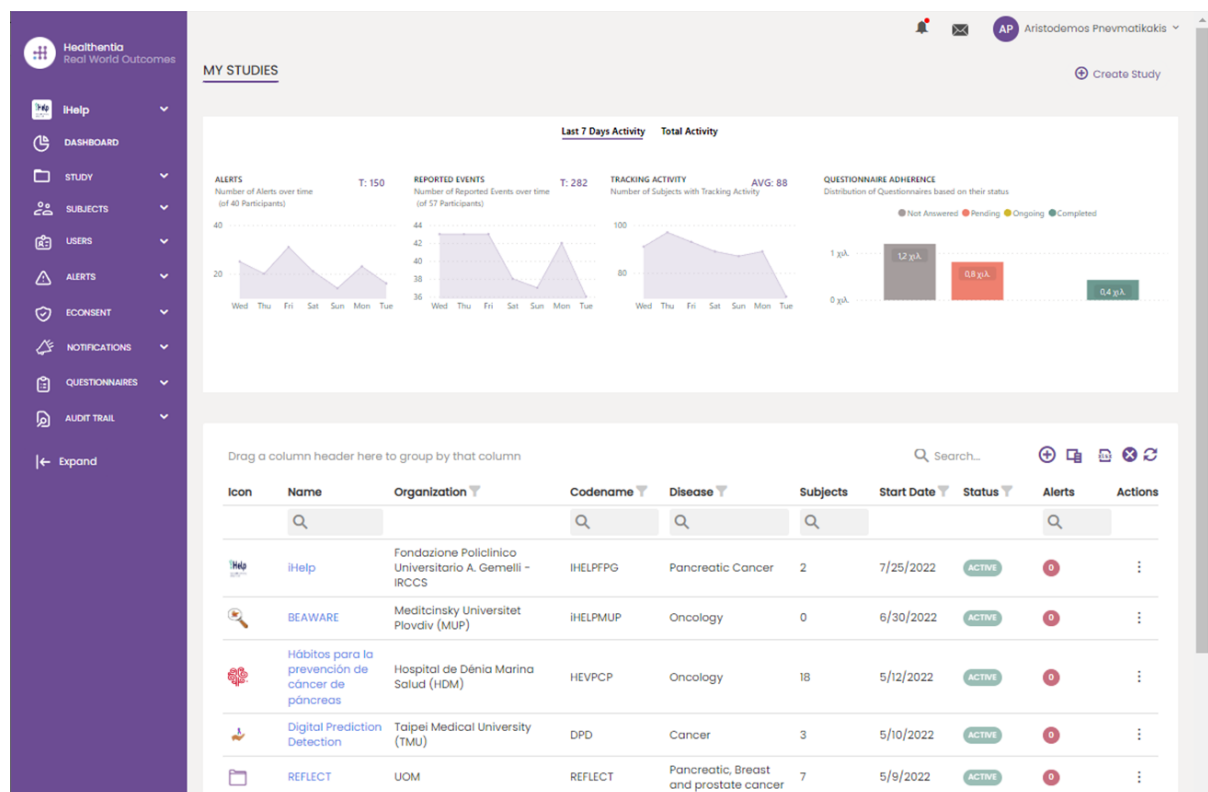 Healthentia
Real World Outcomes
AP
Aristodemos Pnevmatikakis
MY STUDIES
Create Study
iHelp
DASHBOARD
STUDY
SUBJECTS
USERS
ALERTS
ECONSENT
NOTIFICATIONS
QUESTIONNAIRES
AUDIT TRAIL
Expand
Last 7 Days Activity Total Activity
ALERTS
Number of Alerts over time
(of 40 Participants)
T: 150
40
20
Wed Thu Fri Sat Sun Mon Tue
REPORTED EVENTS
Number of Reported Events over time
(of 57 Participants)
T: 282
44
42
40
38
36
Wed Thu Fri Sat Sun Mon Tue
TRACKING ACTIVITY
Number of Subjects with Tracking Activity
AVG: 88
100
80
Wed Thu Fri Sat Sun Mon Tue
QUESTIONNAIRE ADHERENCE
Distribution of Questionnaires based on their status
Not Answered Pending Ongoing Completed
1 χιλ.
0 χιλ.
1,2 χιλ.
0,8 χιλ.
0,4 χιλ.
Drag a column header here to group by that column
Search...
Icon Name Organization Codename Disease Subjects Start Date Status Alerts Actions
iHelp
Fondazione Policlinico
Universitario A. Gemelli -
IRCCS
IHELPFPG Pancreatic Cancer 2 7/25/2022 ACTIVE 0
BEAWARE
Meditcinsky Universitet
Plovdiv (MUP)
iHELPMUP Oncology 0 6/30/2022 ACTIVE 0
Hábitos para la
prevención de
cáncer de
páncreas
Hospital de Dénia Marina
Salud (HDM)
HEVPCP Oncology 18 5/12/2022 ACTIVE 0
Digital Prediction
Detection
Taipei Medical University
(TMU)
DPD Cancer 3 5/10/2022 ACTIVE 0
REFLECT UOM REFLECT
Pancreatic, Breast
and prostate cancer
7 5/9/2022 ACTIVE 0